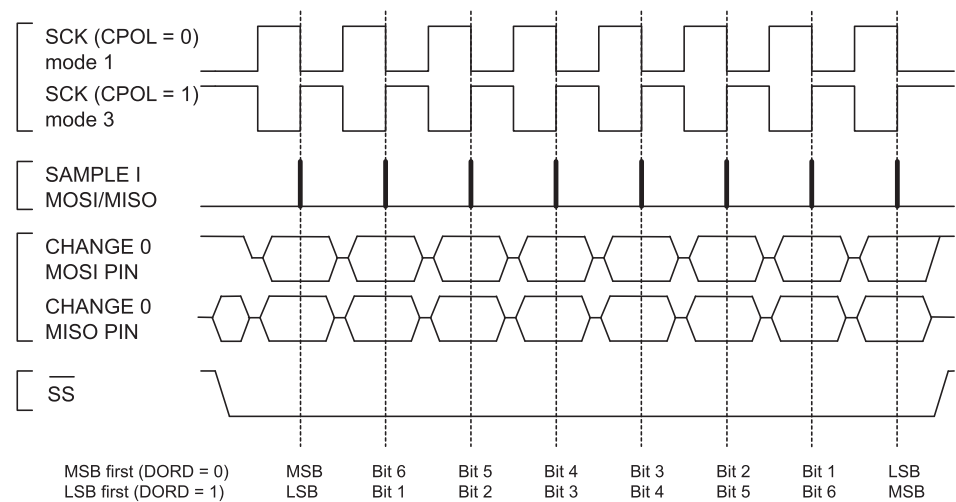 SCK (CPOL = 0)
mode 1
SCK (CPOL = 1)
mode 3
SAMPLE I
MOSI/MISO
CHANGE 0
MOSI PIN
CHANGE 0
MISO PIN
SS
MSB first (DORD = 0) MSB Bit 6 Bit 5 Bit 4 Bit 3 Bit 2 Bit 1 LSB
LSB first (DORD = 1) LSB Bit 1 Bit 2 Bit 3 Bit 4 Bit 5 Bit 6 MSB